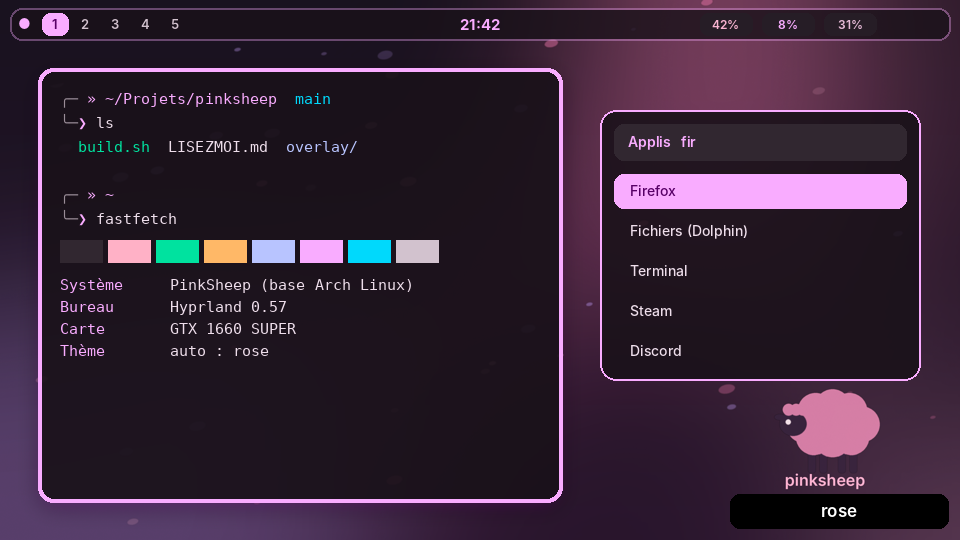 1 2 3 4 5
21:42
42% 8% 31%
╭─ » ~/Projets/pinksheep main
╰─❯ ls
build.sh LISEZMOI.md overlay/
╭─ » ~
╰─❯ fastfetch
Système PinkSheep (base Arch Linux)
Bureau Hyprland 0.57
Carte GTX 1660 SUPER
Thème auto : rose
Applis fir
Firefox
Fichiers (Dolphin)
Terminal
Steam
Discord
pinksheep
rose